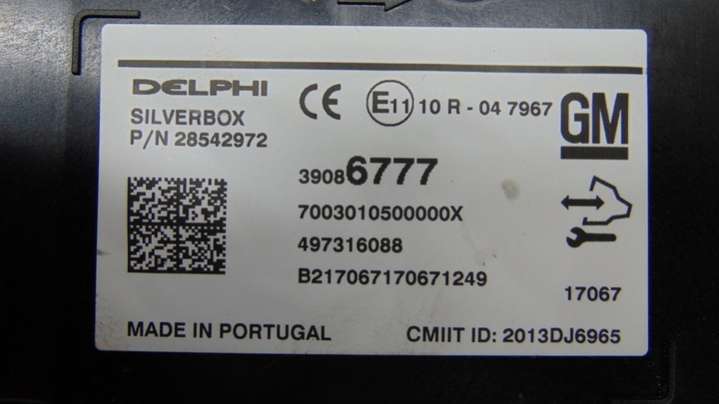 DELPHI
SILVERBOX
P/N 28542972
CE E11 10 R - 04 7967
GM
39086777
7003010500000X
497316088
B217067170671249
17067
MADE IN PORTUGAL
CMIIT ID: 2013DJ6965